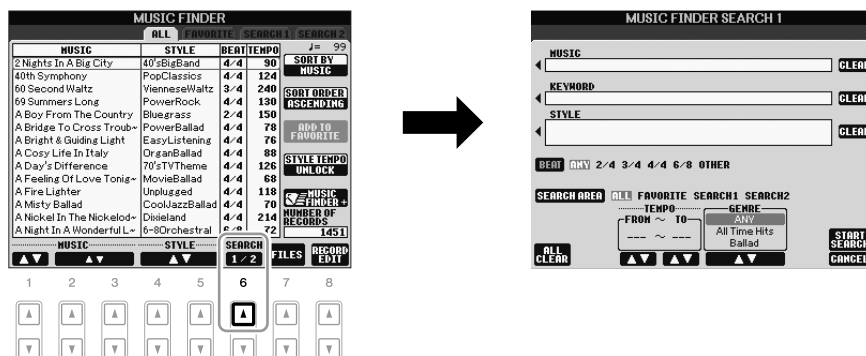 MUSIC FINDER
ALL FAVORITE SEARCH 1 SEARCH 2
MUSIC STYLE BEAT TEMPO ♩= 99
2 Nights In A Big City 40'sBigBand 4/4 90
40th Symphony PopClassics 4/4 124
60 Second Waltz VienneseWaltz 3/4 240
69 Summers Long PowerRock 4/4 130
A Boy From The Country Bluegrass 2/4 150
A Bridge To Cross Troub~ PowerBallad 4/4 78
A Bright & Guiding Light EasyListening 4/4 76
A Cosy Life In Italy OrganBallad 4/4 88
A Day's Difference 70'sTVTheme 4/4 126
A Feeling Of Love Tonig~ MovieBallad 4/4 68
A Fire Lighter Unplugged 4/4 118
A Misty Ballad CoolJazzBallad 4/4 70
A Nickel In The Nickelod~ Dixieland 4/4 214
A Night In A Wonderful L~ 6-8Orchestral 6/8 72
SORT BY
MUSIC
SORT ORDER
ASCENDING
ADD TO
FAVORITE
STYLE TEMPO
UNLOCK
MUSIC
FINDER+
NUMBER OF
RECORDS
1451
MUSIC STYLE SEARCH
1/2
FILES
RECORD
EDIT
1 2 3 4 5 6 7 8
MUSIC FINDER SEARCH 1
MUSIC
CLEAR
KEYWORD
CLEAR
STYLE
CLEAR
BEAT ANY 2/4 3/4 4/4 6/8 OTHER
SEARCH AREA ALL FAVORITE SEARCH1 SEARCH2
TEMPO GENRE
FROM ~ TO ANY
--- ~ --- All Time Hits
Ballad
ALL
CLEAR
START
SEARCH
CANCEL